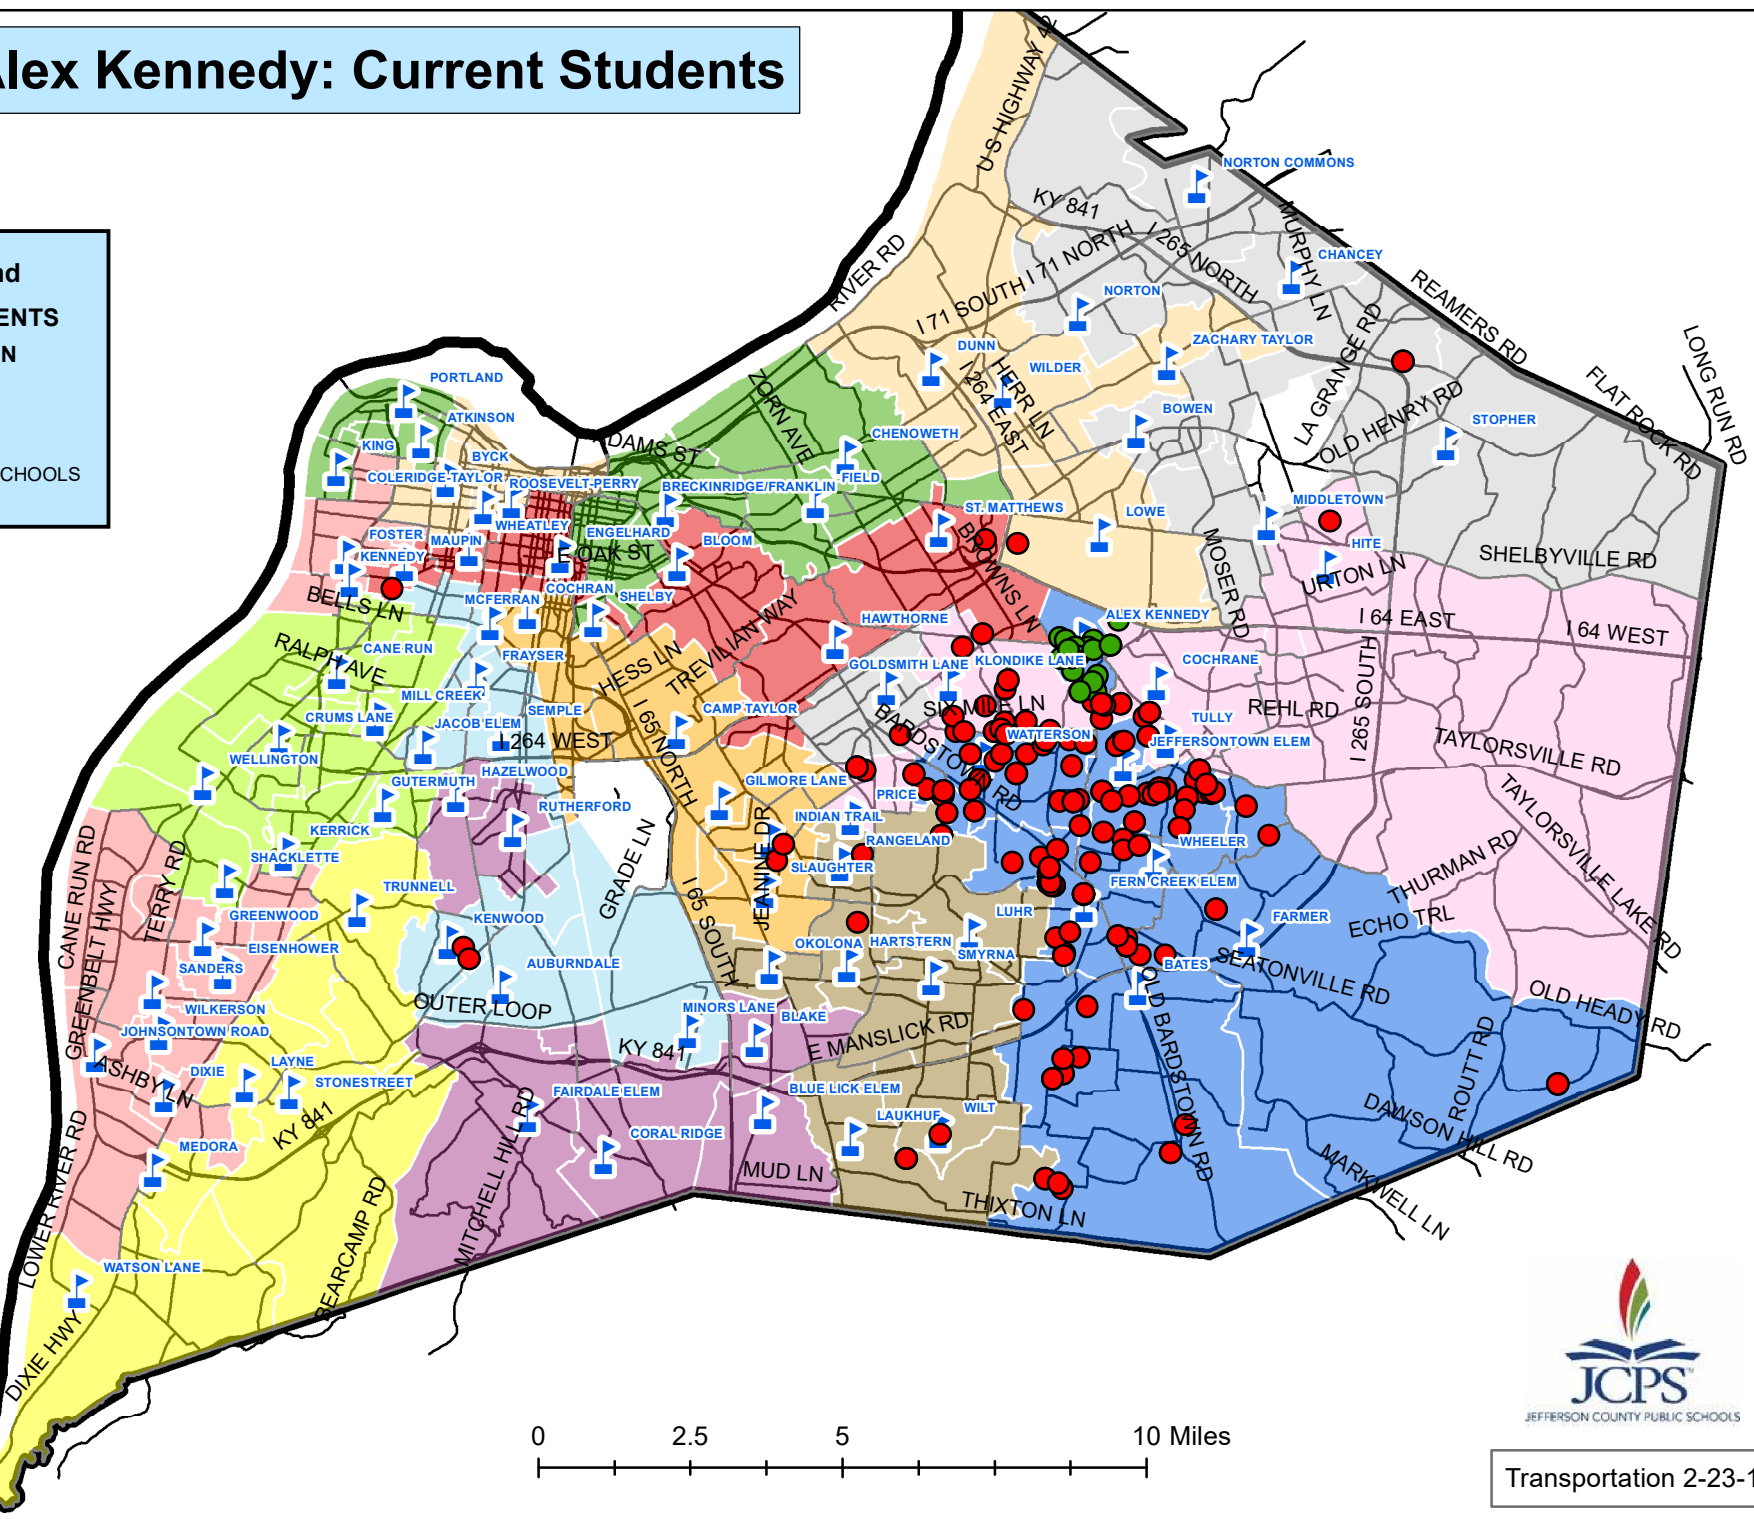 Alex Kennedy: Current Students
nd
ENTS
N
CHOOLS
U S HIGHWAY 42
NORTON COMMONS
KY 841
MURPHY LN
CHANCEY
RIVER RD
I 71 NORTH
I 265 NORTH
I 71 SOUTH
NORTON
REAMERS RD
LA GRANGE RD
ZACHARY TAYLOR
LONG RUN RD
DUNN
HERR LN
WILDER
I 264 EAST
FLAT ROCK RD
PORTLAND
ZORN AVE
BOWEN
OLD HENRY RD
STOPHER
ATKINSON
KING
ADAMS ST
CHENOWETH
BYCK
COLERIDGE-TAYLOR
ROOSEVELT-PERRY
BRECKINRIDGE/FRANKLIN
FIELD
ST. MATTHEWS
LOWE
MIDDLETOWN
WHEATLEY
FOSTER
MAUPIN
ENGELHARD
BLOOM
BROWNS LN
MOSER RD
HITE
SHELBYVILLE RD
KENNEDY
E OAK ST
URTON LN
BELLS LN
MCFERRAN
COCHRAN
SHELBY
HAWTHORNE
ALEX KENNEDY
I 64 EAST
I 64 WEST
RALPH AVE
CANE RUN
FRAYSER
HESS LN
TREVILIAN WAY
GOLDSMITH LANE
KLONDIKE LANE
COCHRANE
MILL CREEK
SEMPLE
CAMP TAYLOR
SIX MILE LN
REHL RD
I 265 SOUTH
CRUMS LANE
JACOB ELEM
I 264 WEST
I 65 NORTH
BARDSTOWN RD
WATTERSON
TULLY
JEFFERSONTOWN ELEM
TAYLORSVILLE RD
WELLINGTON
GUTERMUTH
HAZELWOOD
GILMORE LANE
PRICE
RUTHERFORD
INDIAN TRAIL
TAYLORSVILLE LAKE RD
KERRICK
RANGELAND
WHEELER
SHACKLETTE
GRADE LN
JEANINE DR
SLAUGHTER
CANE RUN RD
TERRY RD
TRUNNELL
I 65 SOUTH
FERN CREEK ELEM
THURMAN RD
GREENBELT HWY
GREENWOOD
KENWOOD
LUHR
FARMER
ECHO TRL
EISENHOWER
OKOLONA
HARTSTERN
SMYRNA
SANDERS
AUBURNDALE
BATES
SEATONVILLE RD
WILKERSON
OUTER LOOP
MINORS LANE
BLAKE
OLD BARDSTOWN RD
OLD HEADY RD
JOHNSONTOWN ROAD
KY 841
E MANSLICK RD
ROUTT RD
ASHBY LN
DIXIE
LAYNE
STONESTREET
FAIRDALE ELEM
BLUE LICK ELEM
LAUKHUF
WILT
DAWSON HILL RD
KY 841
MITCHELL HILL RD
CORAL RIDGE
MEDORA
MUD LN
MARKWELL LN
LOWER RIVER RD
BEARCAMP RD
THIXTON LN
WATSON LANE
DIXIE HWY
JCPS
JEFFERSON COUNTY PUBLIC SCHOOLS
0 2.5 5 10 Miles
Transportation 2-23-1